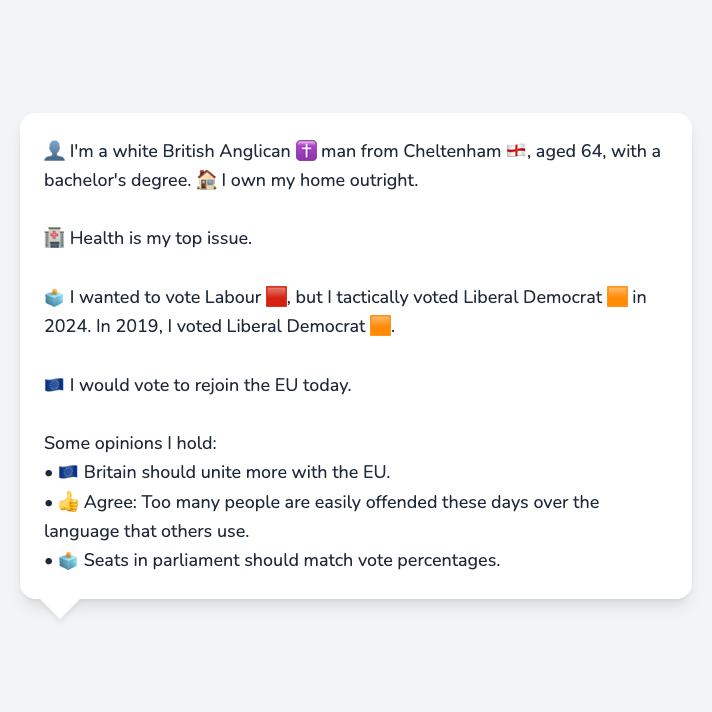 👤 I'm a white British Anglican ✝️ man from Cheltenham 🏴󠁧󠁢󠁥󠁮󠁧󠁿, aged 64, with a
bachelor's degree. 🏠 I own my home outright.
🏥 Health is my top issue.
🗳️ I wanted to vote Labour 🟥, but I tactically voted Liberal Democrat 🟧 in
2024. In 2019, I voted Liberal Democrat 🟧.
🇪🇺 I would vote to rejoin the EU today.
Some opinions I hold:
• 🇪🇺 Britain should unite more with the EU.
• 👍 Agree: Too many people are easily offended these days over the
language that others use.
• 🗳️ Seats in parliament should match vote percentages.